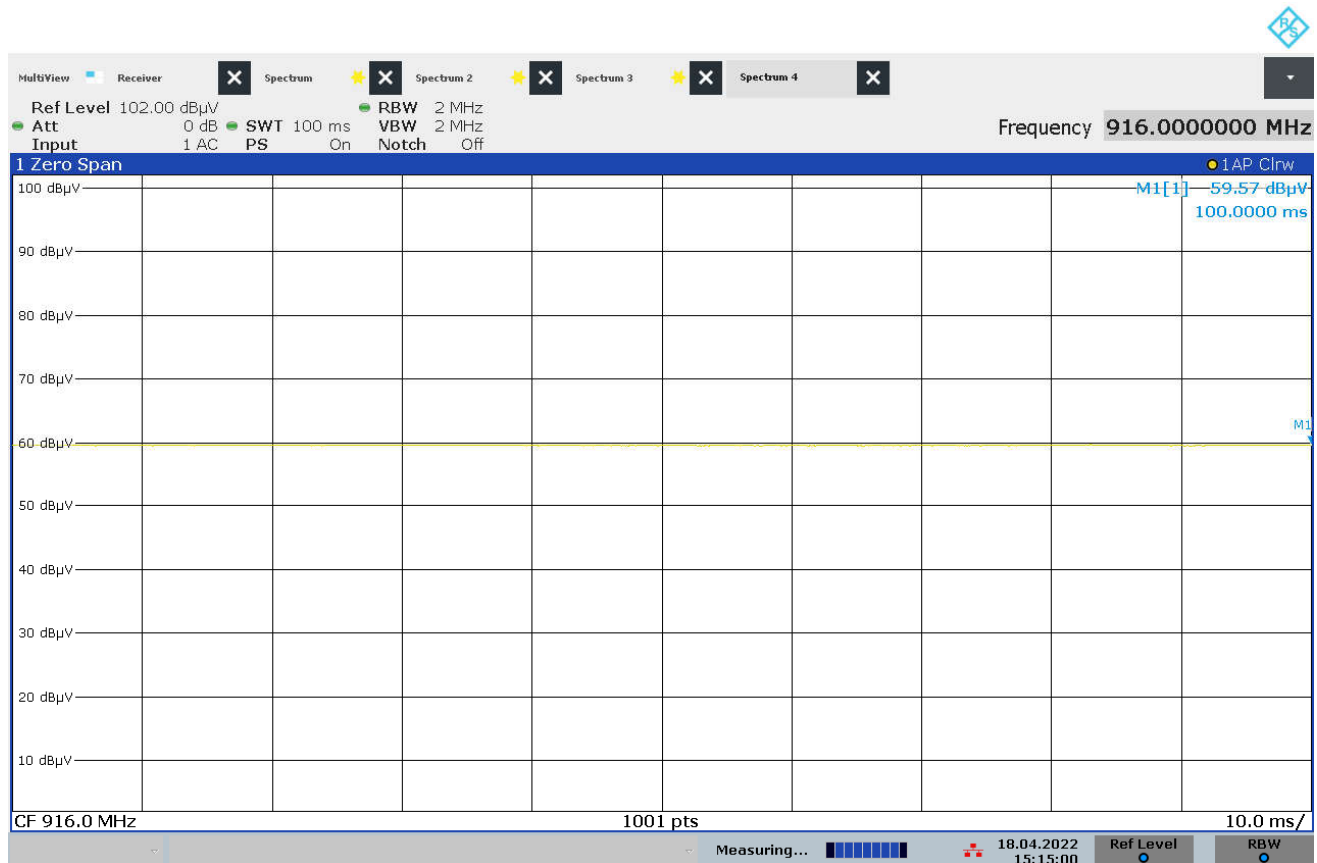 R&S
MultiView Receiver Spectrum Spectrum 2 Spectrum 3 Spectrum 4
Ref Level 102.00 dBµV RBW 2 MHz
Att 0 dB SWT 100 ms VBW 2 MHz
Input 1 AC PS On Notch Off
Frequency 916.0000000 MHz
1 Zero Span 1AP Clrw
100 dBµV M1[1] 59.57 dBµV
100.0000 ms
90 dBµV
80 dBµV
70 dBµV
M1
60 dBµV
50 dBµV
40 dBµV
30 dBµV
20 dBµV
10 dBµV
CF 916.0 MHz 1001 pts 10.0 ms/
Measuring... 18.04.2022 Ref Level RBW
15:15:00